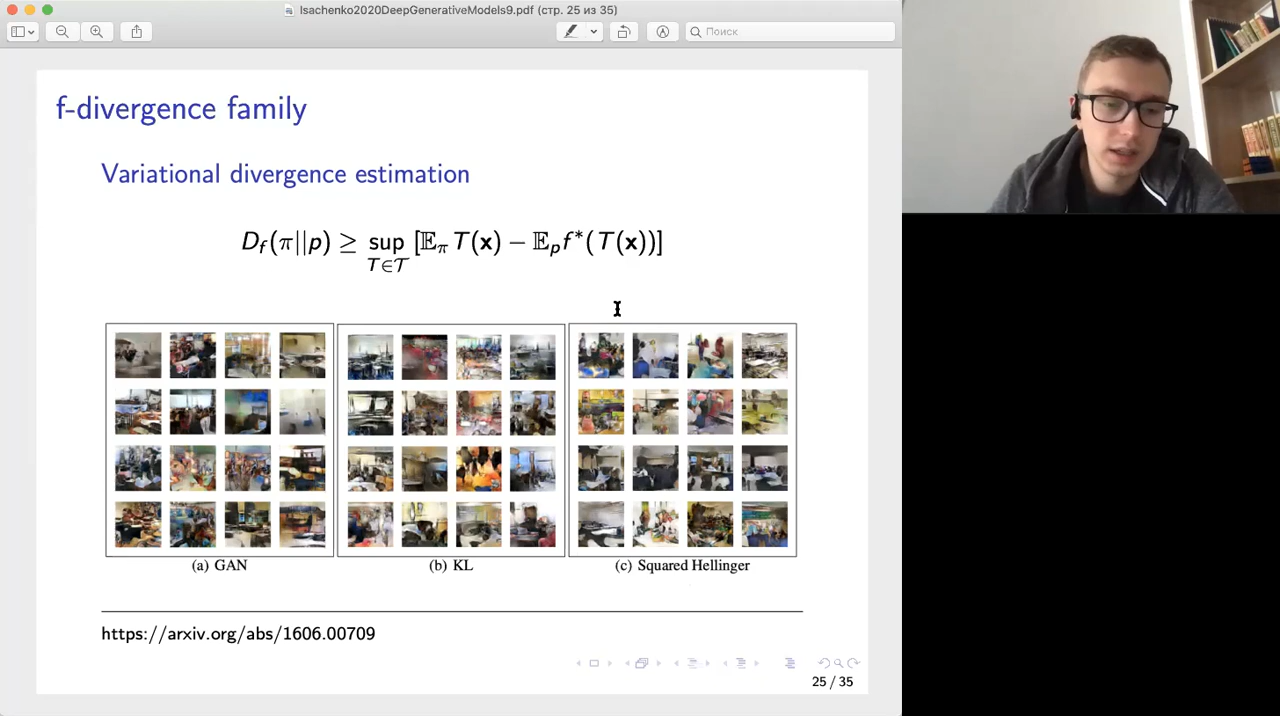 Isachenko2020DeepGenerativeModels9.pdf (стр. 25 из 35)
Поиск
f-divergence family
Variational divergence estimation
D_f(π||p) ≥ sup_{T∈𝒯} [𝔼_π T(x) − 𝔼_p f*(T(x))]
(a) GAN
(b) KL
(c) Squared Hellinger
https://arxiv.org/abs/1606.00709
25 / 35